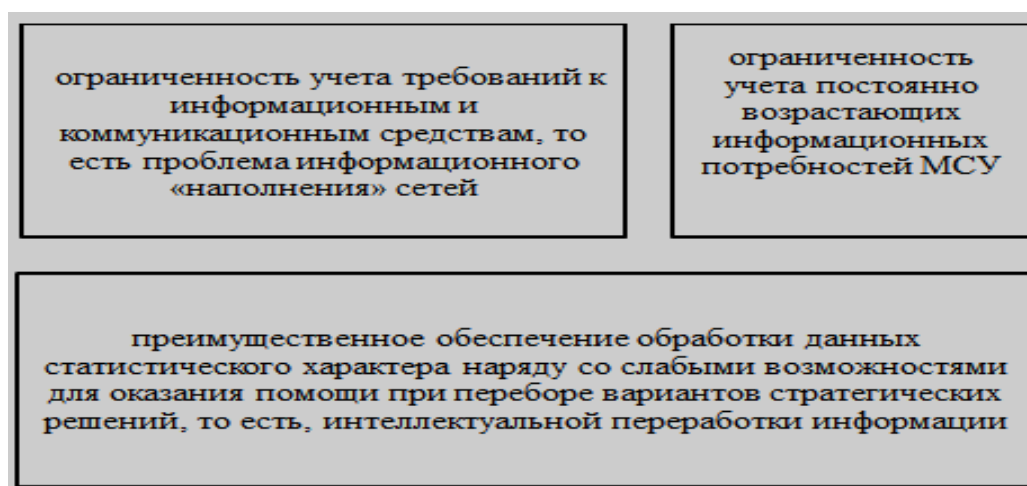 ограниченность учета требований к
информационным и
коммуникационным средствам, то
есть проблема информационного
«наполнения» сетей
ограниченность
учета постоянно
возрастающих
информационных
потребностей МСУ
преимущественное обеспечение обработки данных
статистического характера наряду со слабыми возможностями
для оказания помощи при переборе вариантов стратегических
решений, то есть, интеллектуальной переработки информации